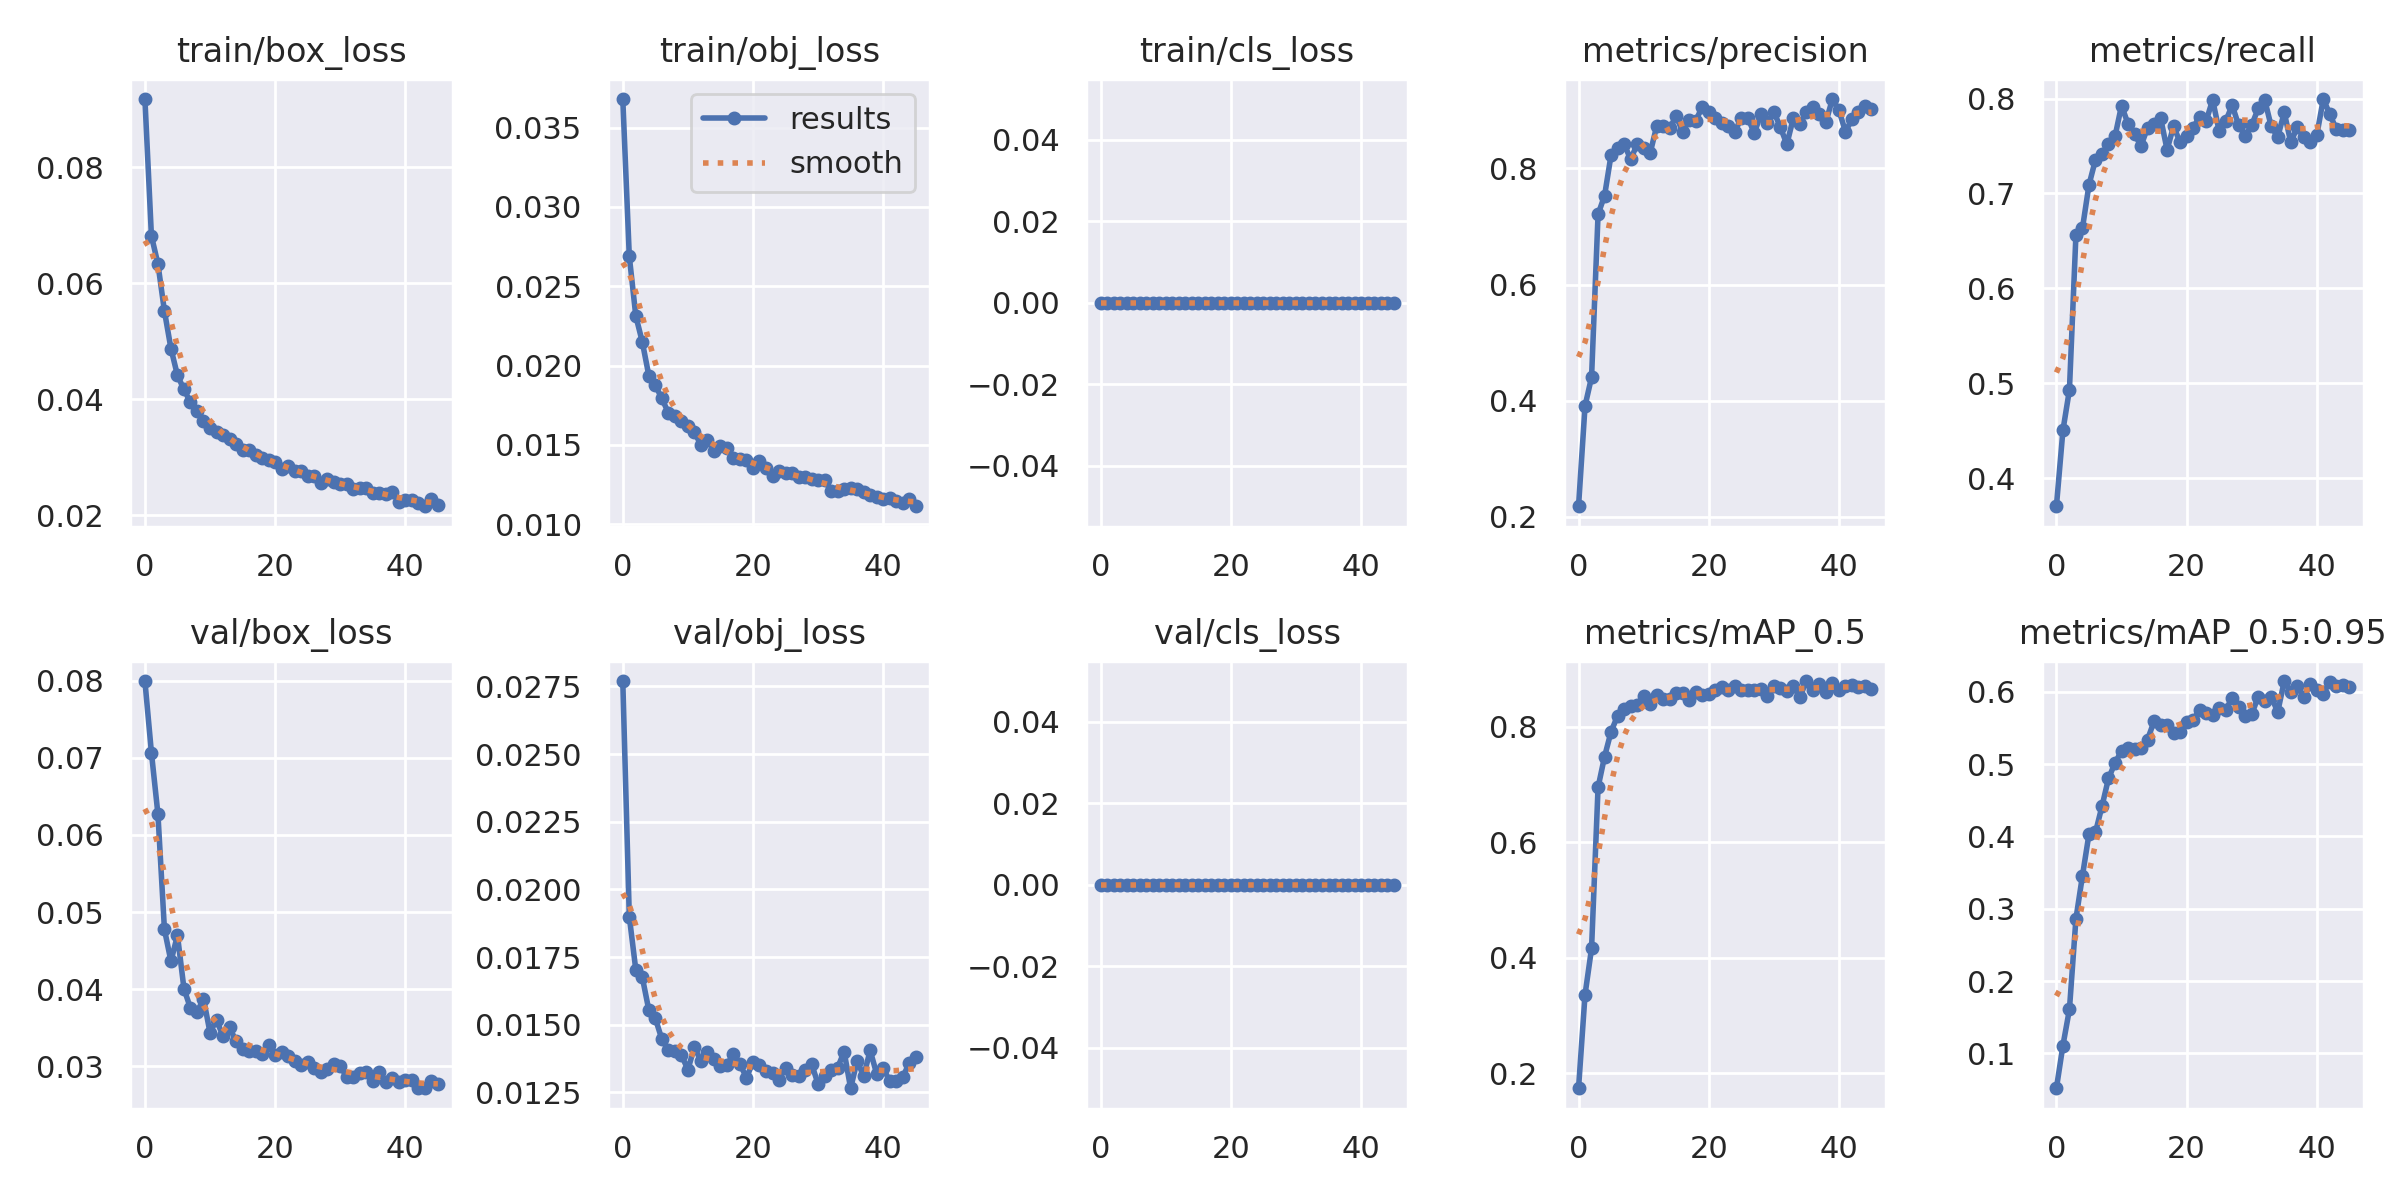 train/box_loss
0.08
0.06
0.04
0.02
0 20 40
train/obj_loss
results
smooth
0.035
0.030
0.025
0.020
0.015
0.010
0 20 40
train/cls_loss
0.04
0.02
0.00
−0.02
−0.04
0 20 40
metrics/precision
0.8
0.6
0.4
0.2
0 20 40
metrics/recall
0.8
0.7
0.6
0.5
0.4
0 20 40
val/box_loss
0.08
0.07
0.06
0.05
0.04
0.03
0 20 40
val/obj_loss
0.0275
0.0250
0.0225
0.0200
0.0175
0.0150
0.0125
0 20 40
val/cls_loss
0.04
0.02
0.00
−0.02
−0.04
0 20 40
metrics/mAP_0.5
0.8
0.6
0.4
0.2
0 20 40
metrics/mAP_0.5:0.95
0.6
0.5
0.4
0.3
0.2
0.1
0 20 40